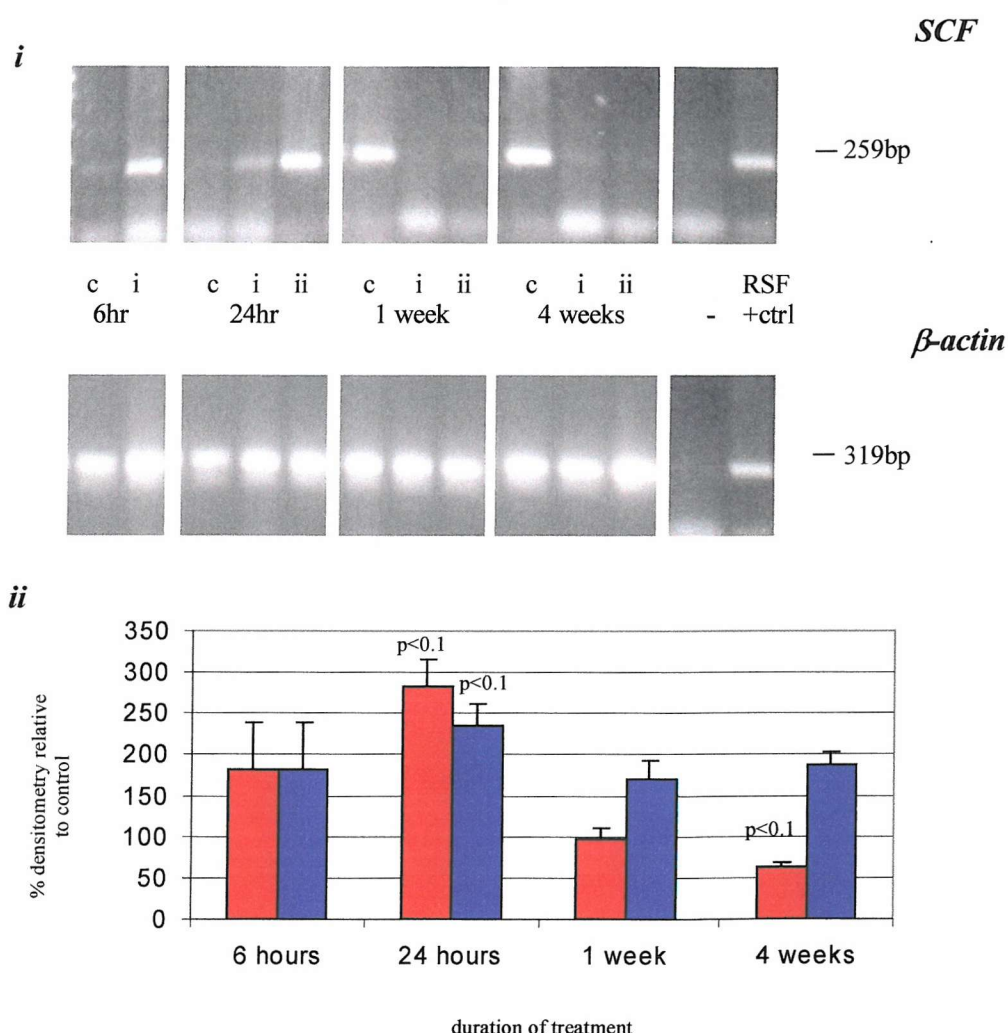 SCF
i
— 259bp
c i c i ii c i ii c i ii RSF
6hr 24hr 1 week 4 weeks - +ctrl
β-actin
— 319bp
ii
% densitometry relative
to control
350
300
250
200
150
100
50
0
p<0.1
p<0.1
p<0.1
6 hours 24 hours 1 week 4 weeks
duration of treatment